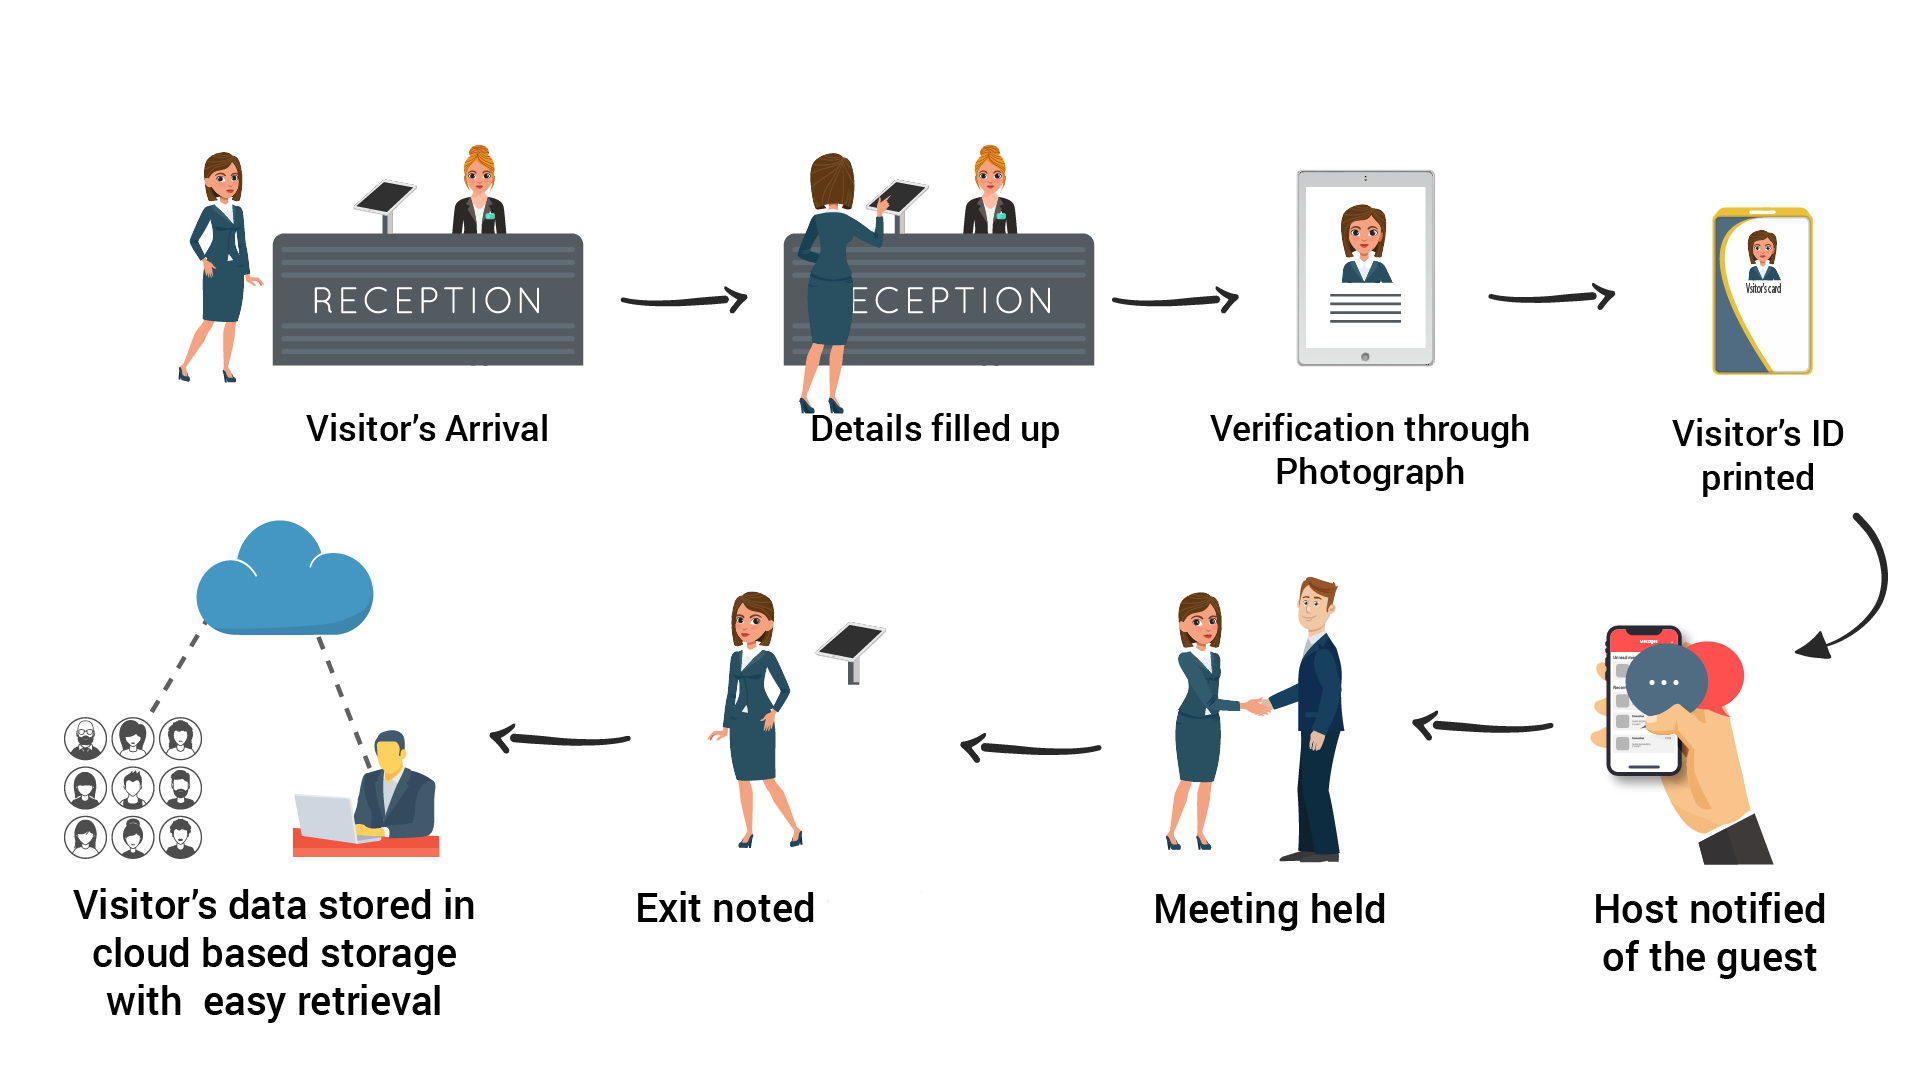 RECEPTION
ECEPTION
Visitor's card
Visitor’s Arrival
Details filled up
Verification through
Photograph
Visitor’s ID
printed
Messages
Visitor’s data stored in
cloud based storage
with easy retrieval
Exit noted
Meeting held
Host notified
of the guest